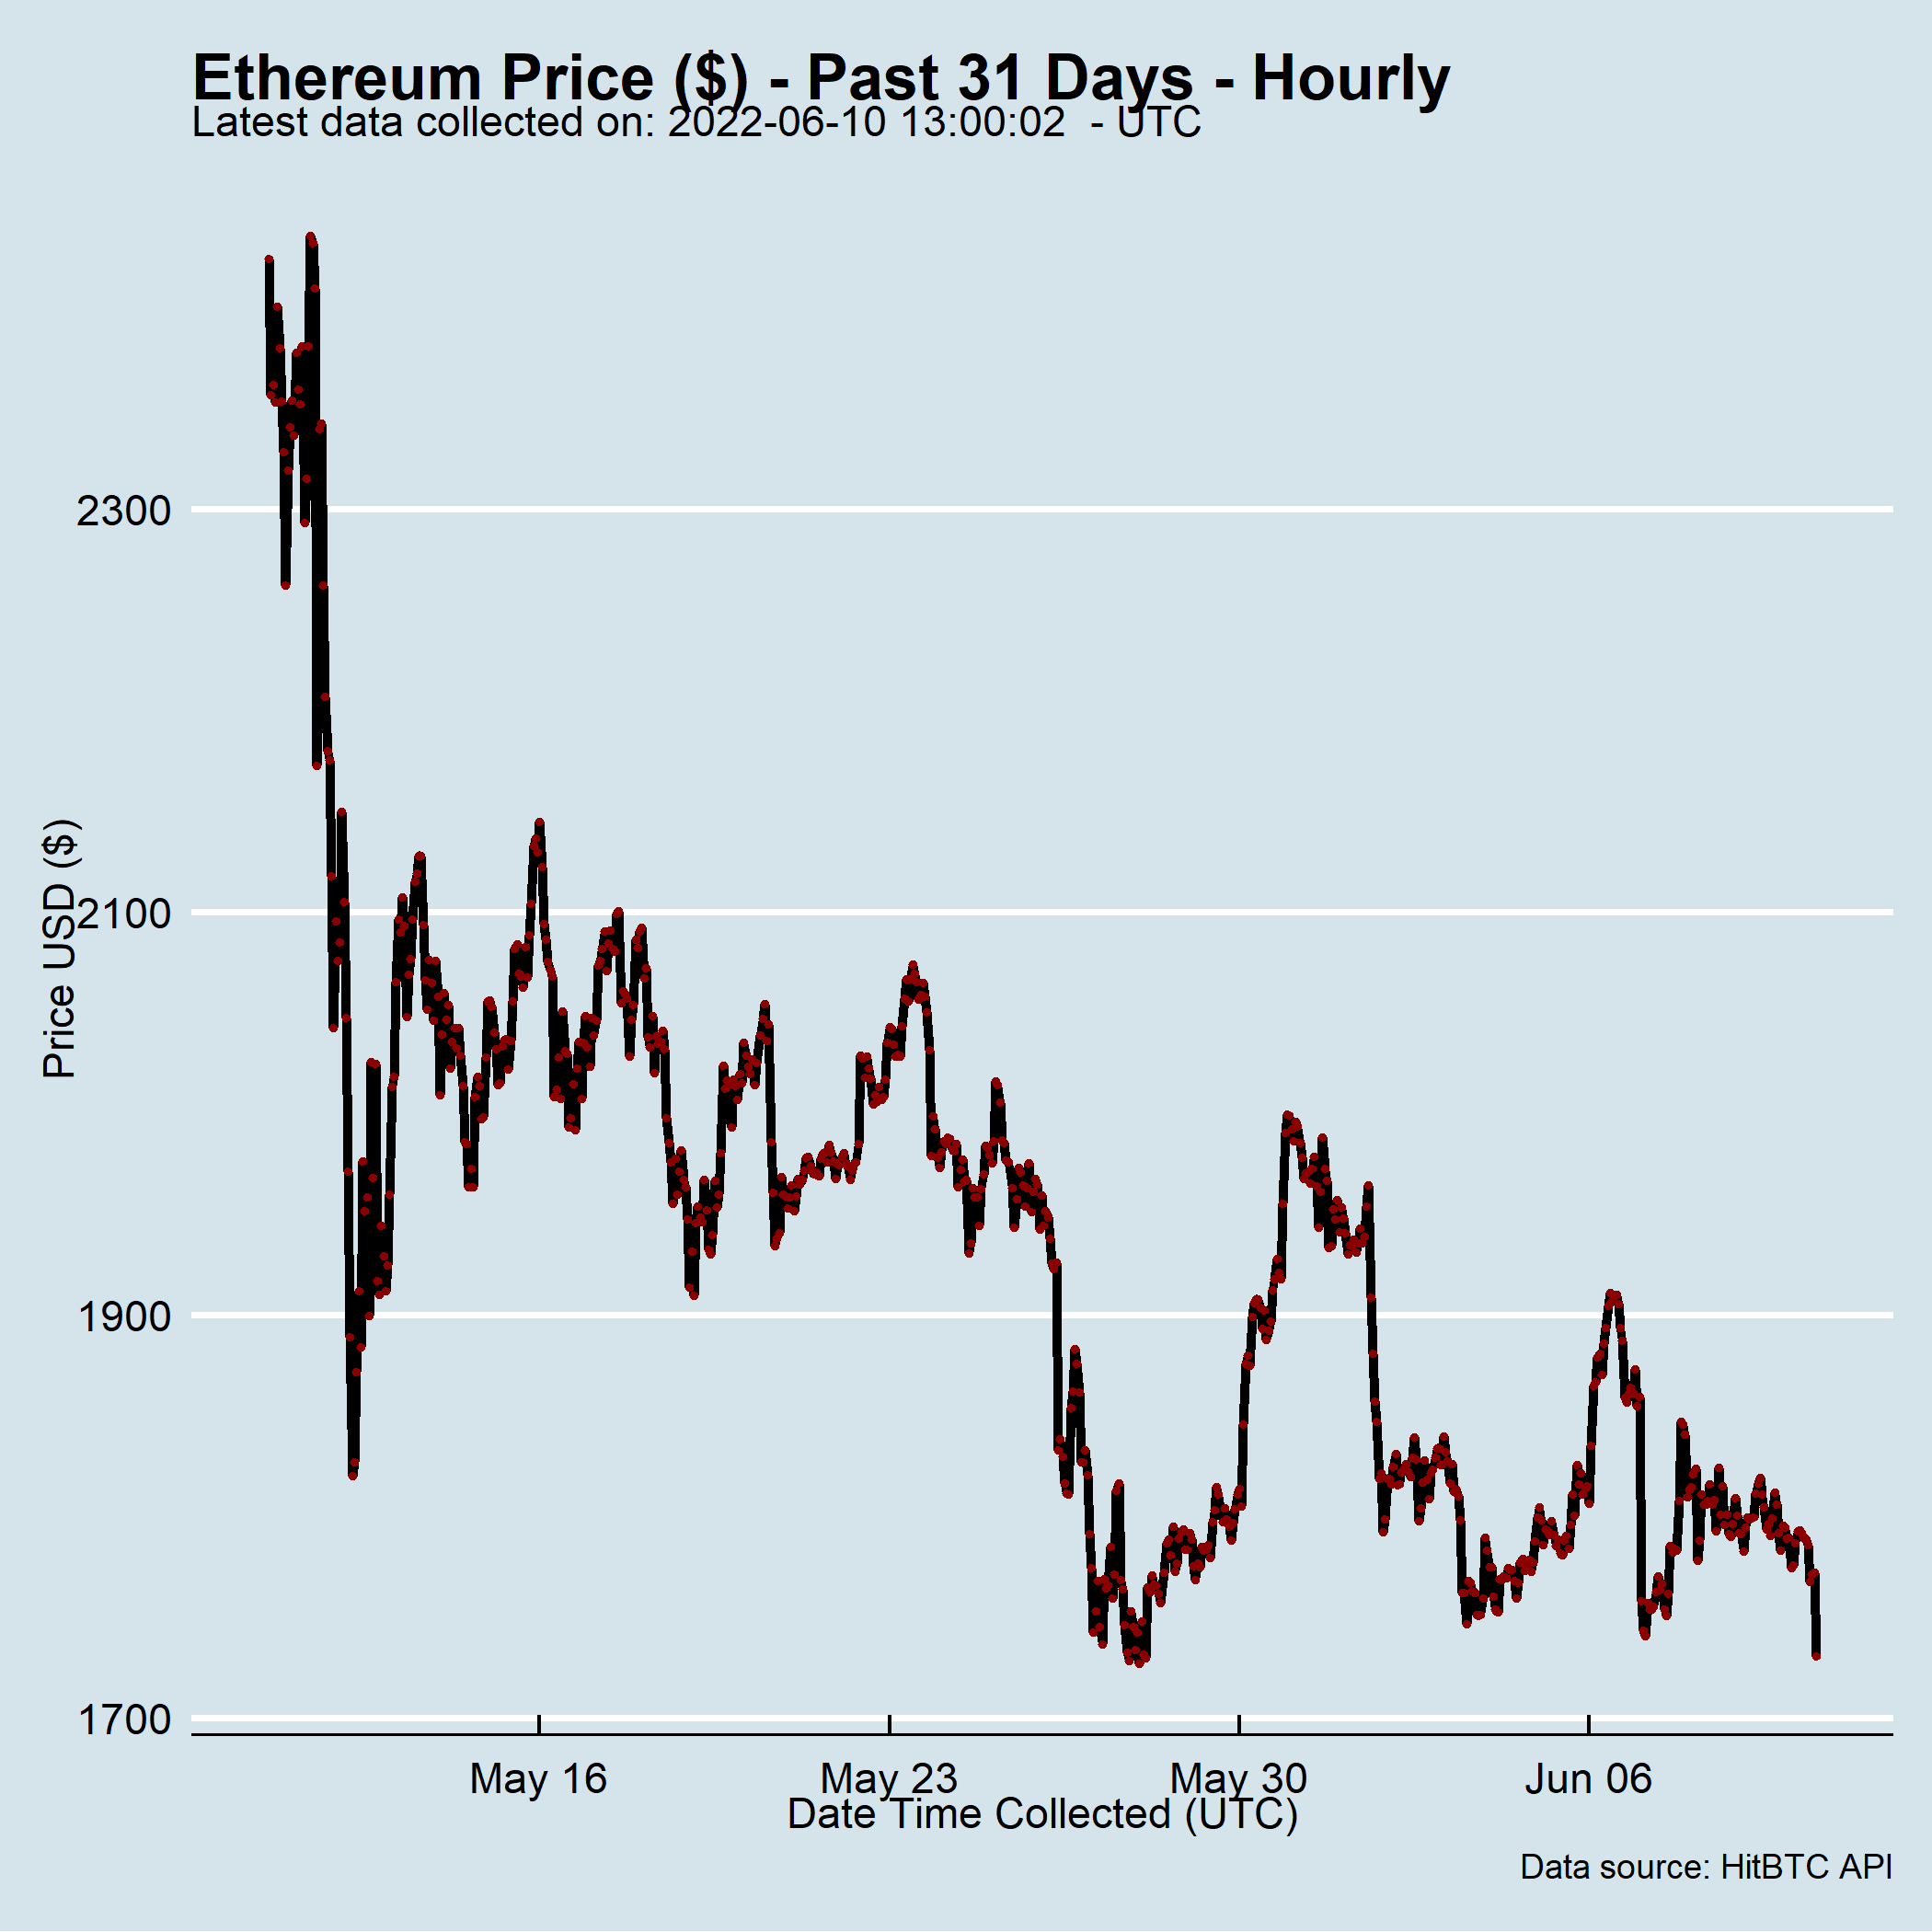 Ethereum Price ($) - Past 31 Days - Hourly
Latest data collected on: 2022-06-10 13:00:02  - UTC
Price USD ($)
2300
2100
1900
1700
May 16
May 23
May 30
Jun 06
Date Time Collected (UTC)
Data source: HitBTC API